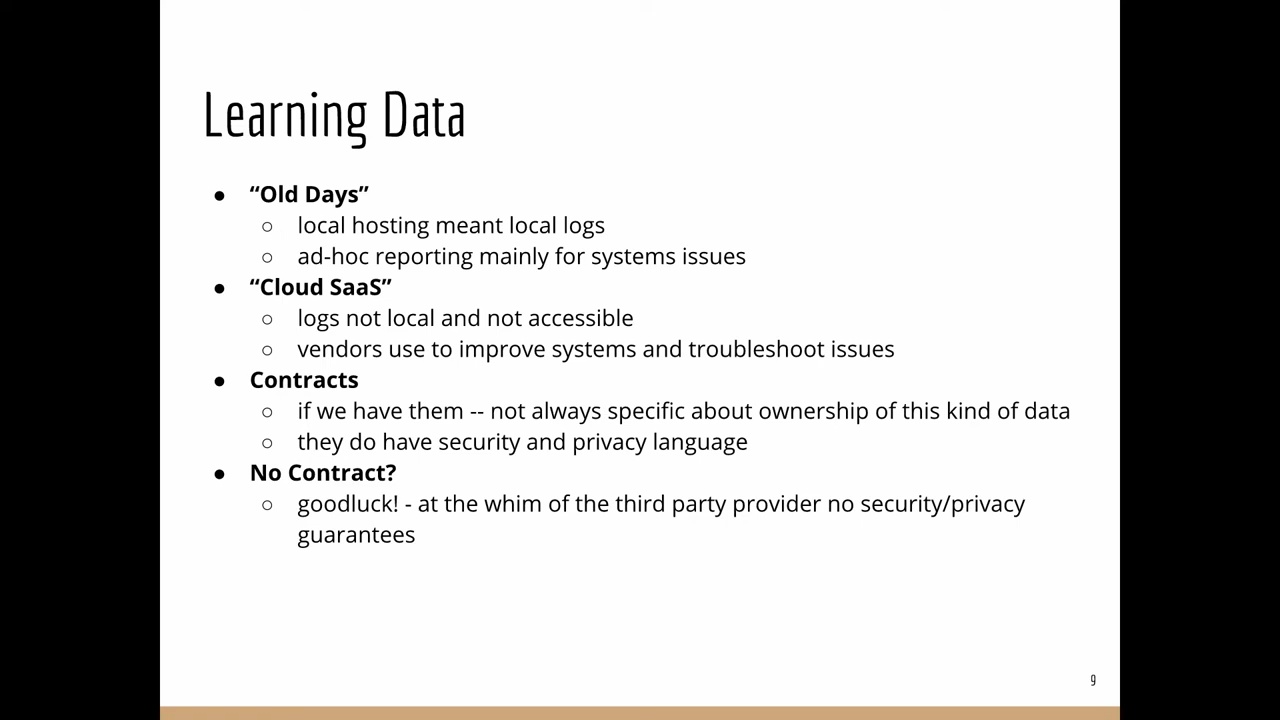 Learning Data
● “Old Days”
○ local hosting meant local logs
○ ad-hoc reporting mainly for systems issues
● “Cloud SaaS”
○ logs not local and not accessible
○ vendors use to improve systems and troubleshoot issues
● Contracts
○ if we have them -- not always specific about ownership of this kind of data
○ they do have security and privacy language
● No Contract?
○ goodluck! - at the whim of the third party provider no security/privacy
guarantees
9